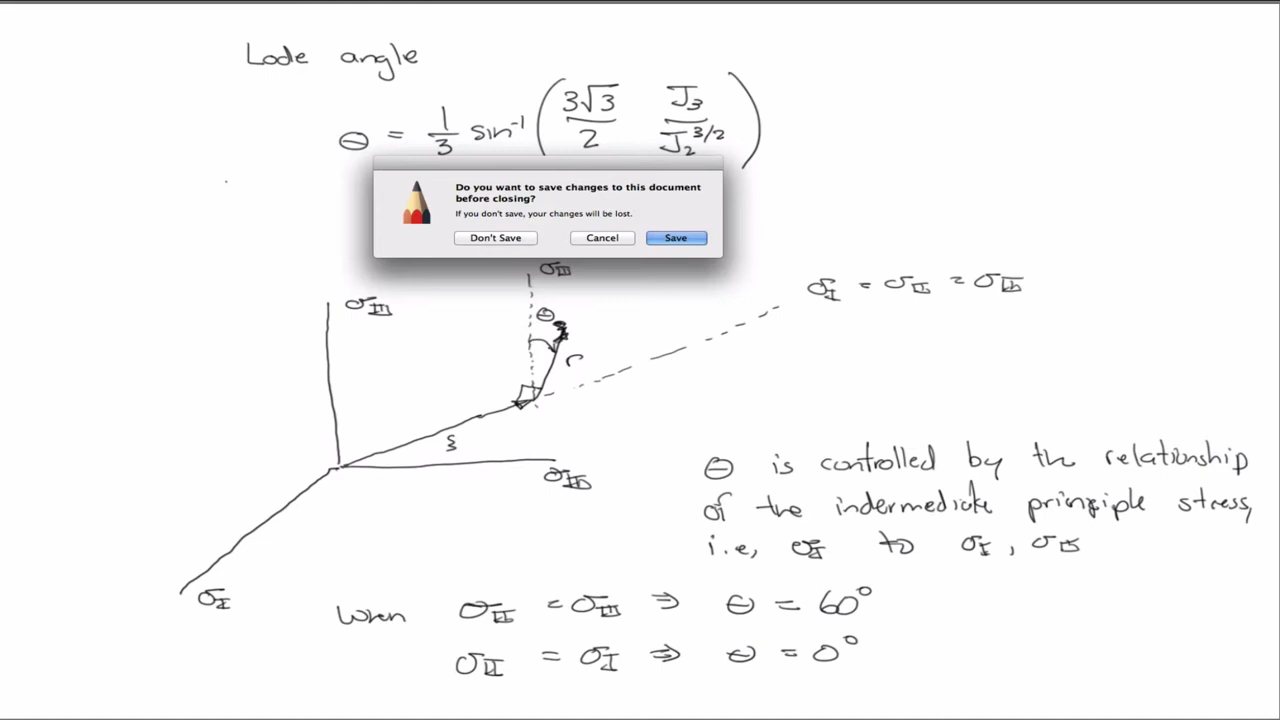 Lode angle
Θ = 1/3 sin⁻¹ ( 3√3/2 J₃/J₂^3/2 )
Do you want to save changes to this document
before closing?
If you don't save, your changes will be lost.
Don't Save Cancel Save
σIII
σI = σII = σIII
σIII
Θ
r
ξ
σII
Θ is controlled by the relationship
of the indermediate principle stress,
i.e, σII to σI, σIII
σI
When σII = σIII ⇒ Θ = 60°
σII = σI ⇒ Θ = 0°